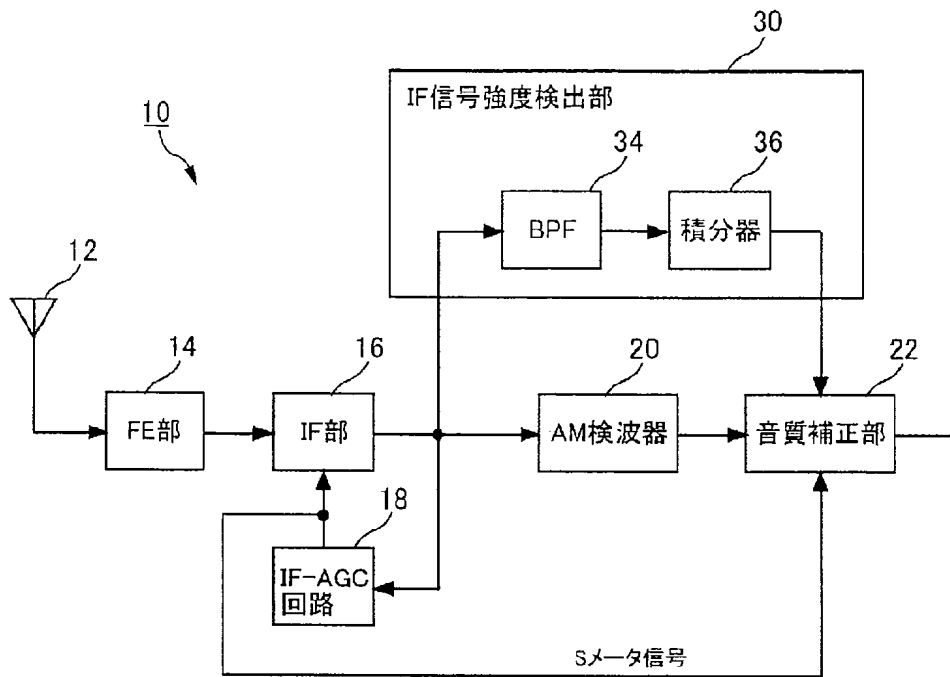 30
IF信号強度検出部
10
34
36
BPF
積分器
12
14
16
20
22
FE部
IF部
AM検波器
音質補正部
18
IF-AGC
回路
Sメータ信号